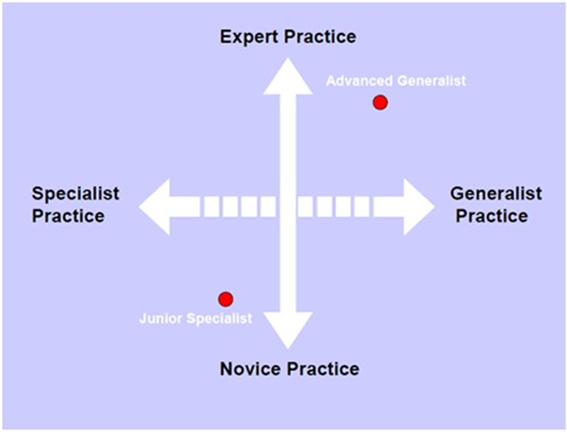 Expert Practice
Advanced Generalist
Specialist
Practice
Generalist
Practice
Junior Specialist
Novice Practice